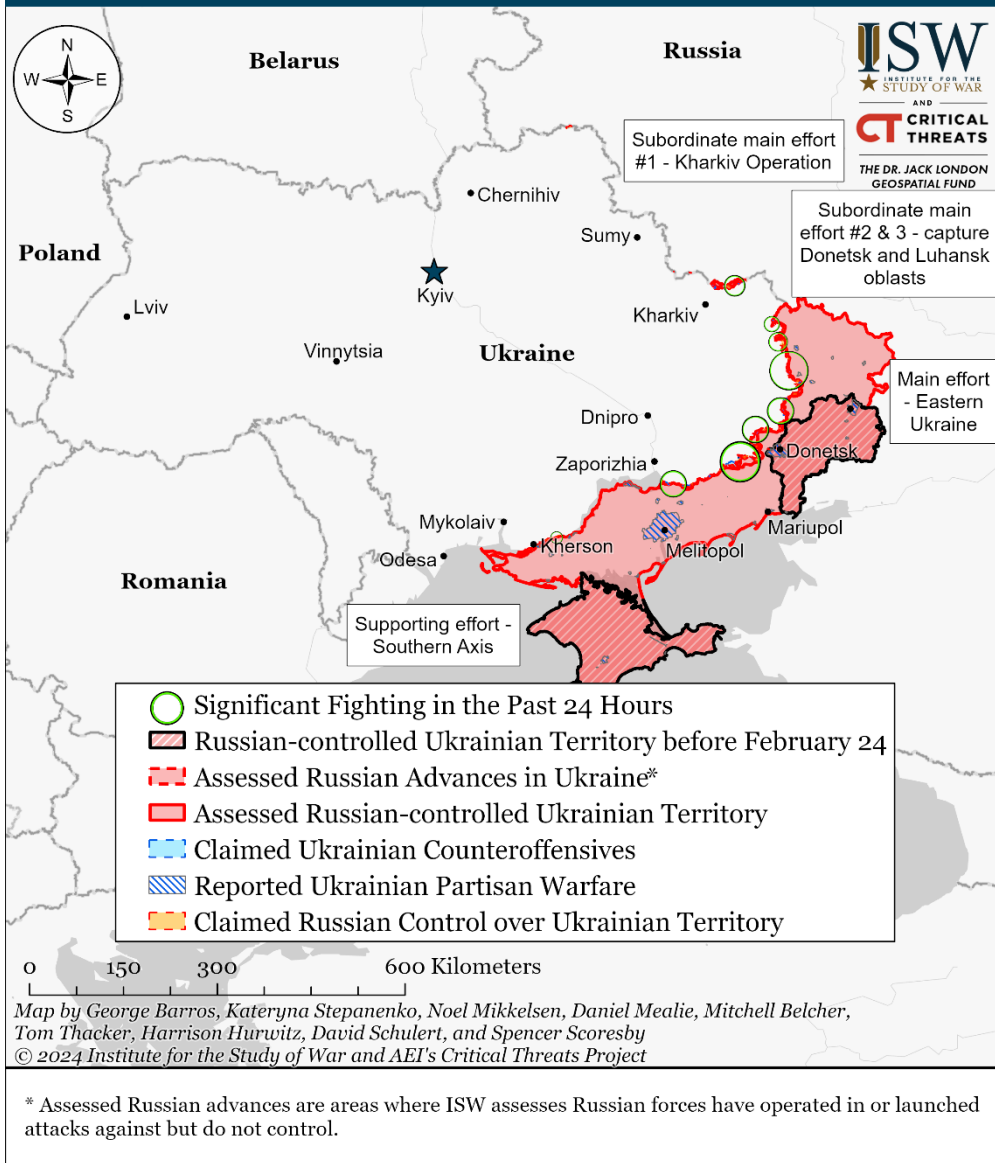 N
W
E
S
Belarus
Russia
ISW
INSTITUTE FOR THE
STUDY OF WAR
AND
CT CRITICAL
THREATS
THE DR. JACK LONDON
GEOSPATIAL FUND
Subordinate main effort
#1 - Kharkiv Operation
Subordinate main
effort #2 & 3 - capture
Donetsk and Luhansk
oblasts
Chernihiv
Sumy
Poland
Kyiv
Lviv
Kharkiv
Vinnytsia
Ukraine
Main effort
- Eastern
Ukraine
Dnipro
Donetsk
Zaporizhia
Mariupol
Mykolaiv
Kherson
Melitopol
Odesa
Romania
Supporting effort -
Southern Axis
Significant Fighting in the Past 24 Hours
Russian-controlled Ukrainian Territory before February 24
Assessed Russian Advances in Ukraine*
Assessed Russian-controlled Ukrainian Territory
Claimed Ukrainian Counteroffensives
Reported Ukrainian Partisan Warfare
Claimed Russian Control over Ukrainian Territory
0 150 300 600 Kilometers
Map by George Barros, Kateryna Stepanenko, Noel Mikkelsen, Daniel Mealie, Mitchell Belcher,
Tom Thacker, Harrison Hurwitz, David Schulert, and Spencer Scoresby
© 2024 Institute for the Study of War and AEI's Critical Threats Project
* Assessed Russian advances are areas where ISW assesses Russian forces have operated in or launched
attacks against but do not control.